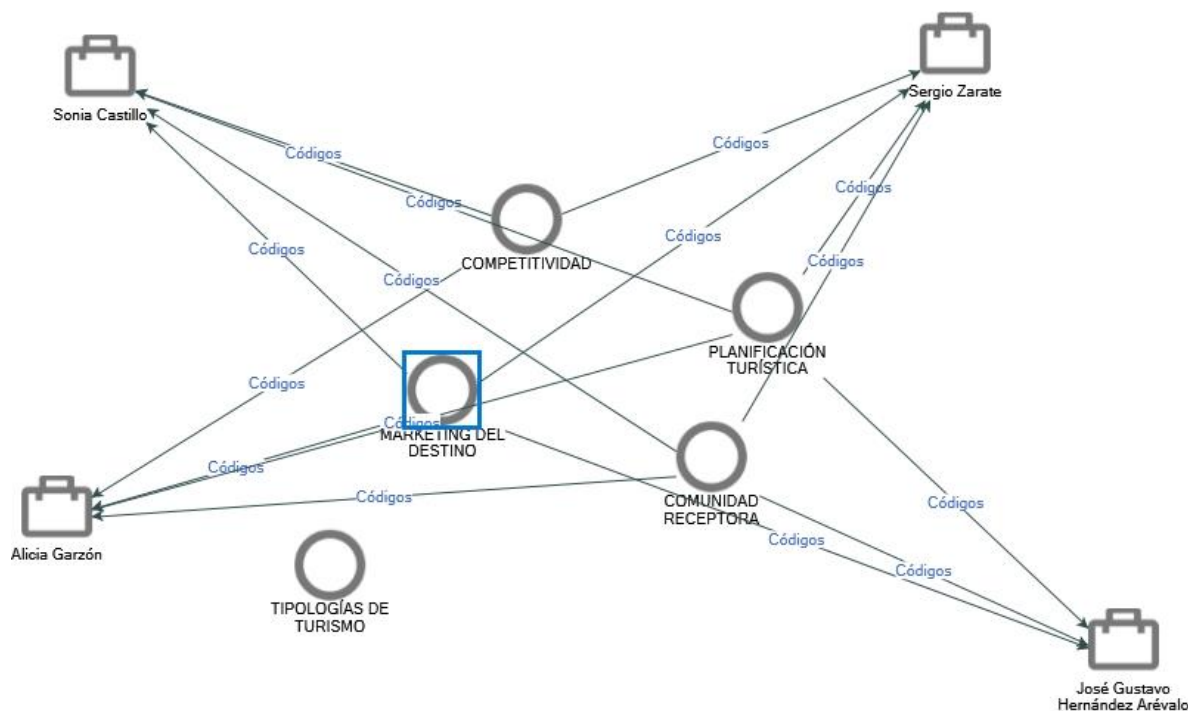 Sonia Castillo
Sergio Zarate
Códigos
Códigos
Códigos
Códigos
Códigos
Códigos
Códigos
Códigos
COMPETITIVIDAD
PLANIFICACIÓN
TURÍSTICA
Códigos
Códigos
MARKETING DEL
DESTINO
Códigos
Códigos
COMUNIDAD
RECEPTORA
Códigos
Códigos
Códigos
Alicia Garzón
TIPOLOGÍAS DE
TURISMO
José Gustavo
Hernández Arévalo